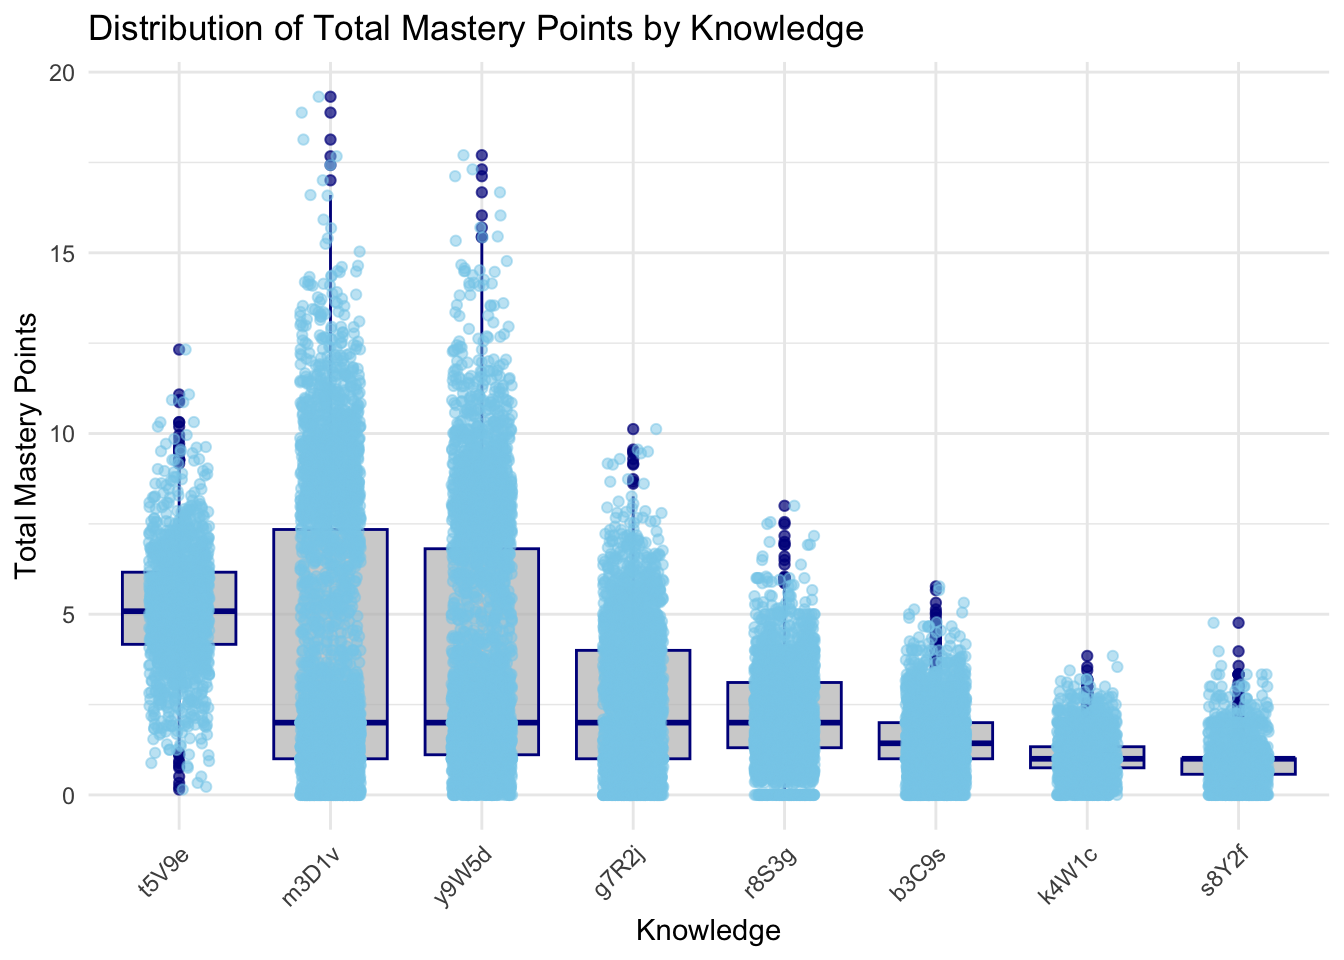 Distribution of Total Mastery Points by Knowledge
Total Mastery Points
20
15
10
5
0
t5V9e
m3D1v
y9W5d
g7R2j
r8S3g
b3C9s
k4W1c
s8Y2f
Knowledge